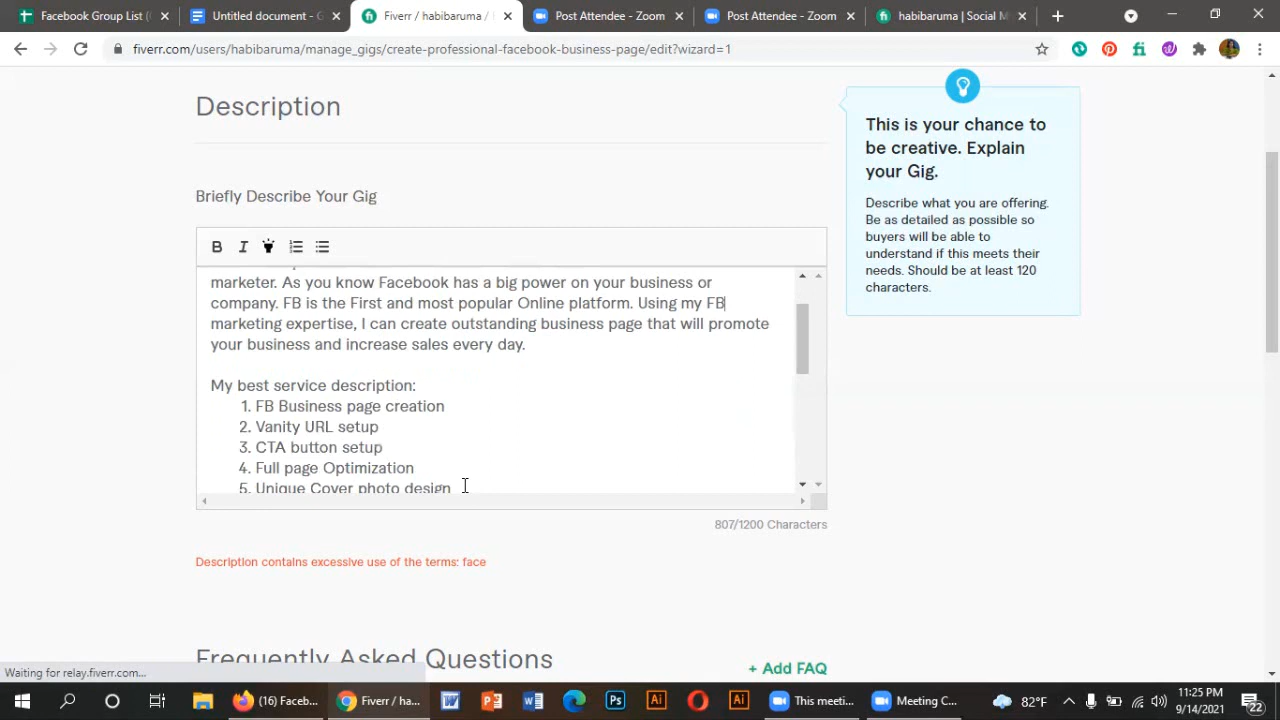 Facebook Group List (
Untitled document - G
Fiverr / habibaruma /
Post Attendee - Zoom
Post Attendee - Zoom
habibaruma | Social M
fiverr.com/users/habibaruma/manage_gigs/create-professional-facebook-business-page/edit?wizard=1
Description
This is your chance to
be creative. Explain
your Gig.
Describe what you are offering.
Be as detailed as possible so
buyers will be able to
understand if this meets their
needs. Should be at least 120
characters.
Briefly Describe Your Gig
B I
marketer. As you know Facebook has a big power on your business or
company. FB is the First and most popular Online platform. Using my FB
marketing expertise, I can create outstanding business page that will promote
your business and increase sales every day.
My best service description:
1. FB Business page creation
2. Vanity URL setup
3. CTA button setup
4. Full page Optimization
5. Unique Cover photo design
807/1200 Characters
Description contains excessive use of the terms: face
Frequently Asked Questions
+ Add FAQ
Waiting for relay.fiverr.com...
(16) Faceb...
Fiverr / ha...
This meeti...
Meeting C...
82°F
11:25 PM
9/14/2021
22